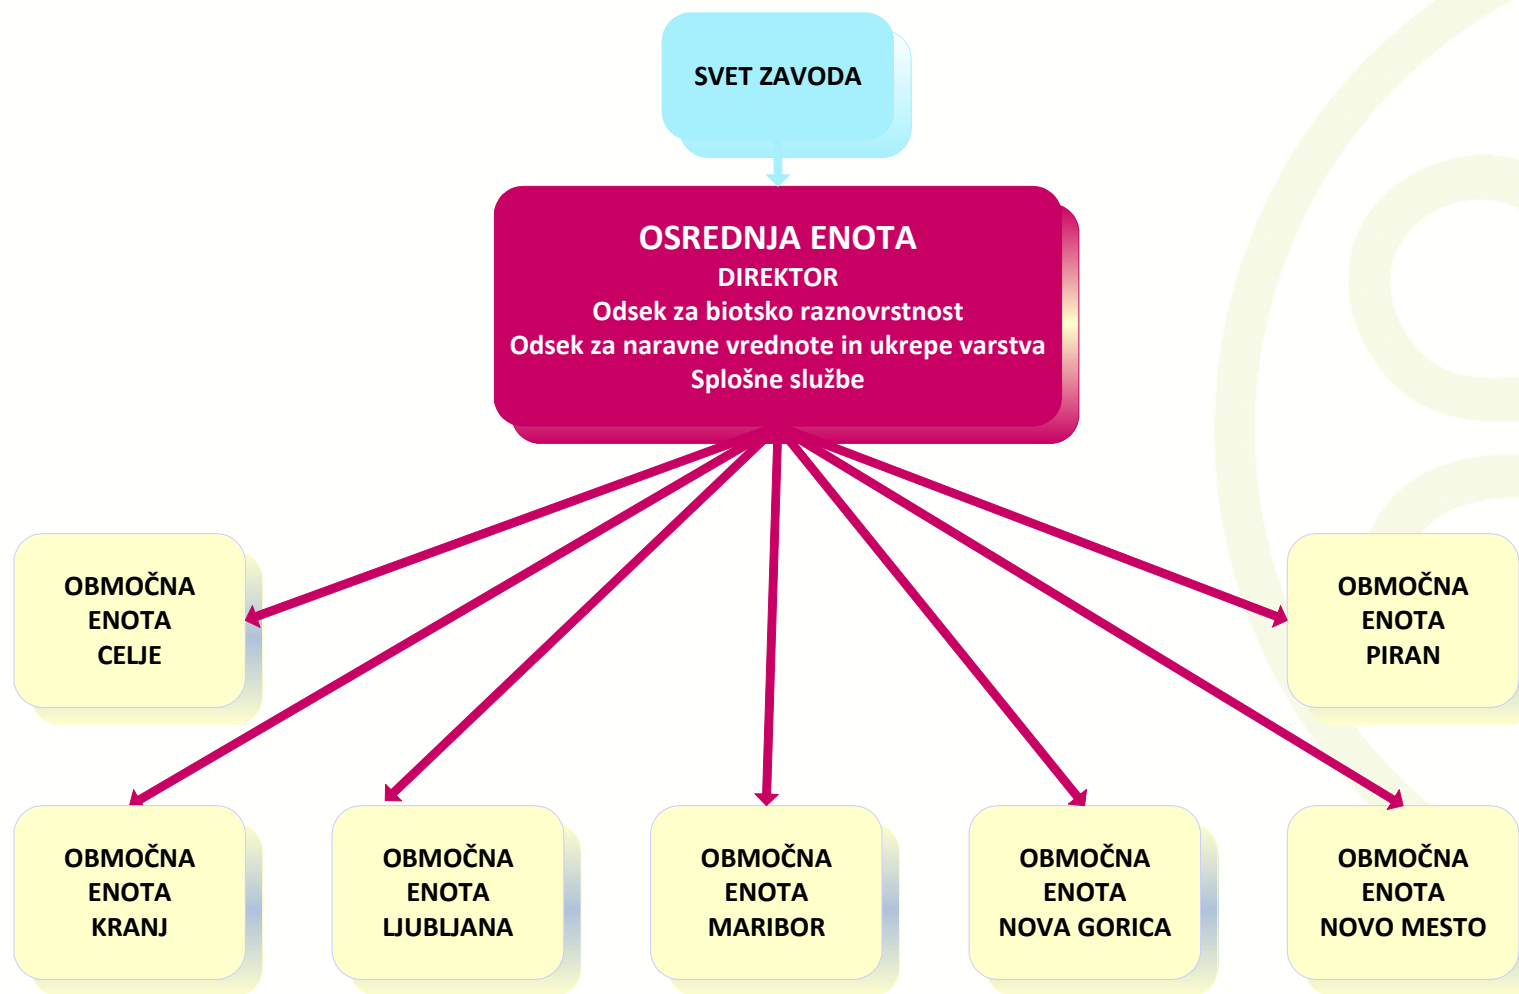 SVET ZAVODA
OSREDNJA ENOTA
DIREKTOR
Odsek za biotsko raznovrstnost
Odsek za naravne vrednote in ukrepe varstva
Splošne službe
OBMOČNA
ENOTA
CELJE
OBMOČNA
ENOTA
PIRAN
OBMOČNA
ENOTA
KRANJ
OBMOČNA
ENOTA
LJUBLJANA
OBMOČNA
ENOTA
MARIBOR
OBMOČNA
ENOTA
NOVA GORICA
OBMOČNA
ENOTA
NOVO MESTO